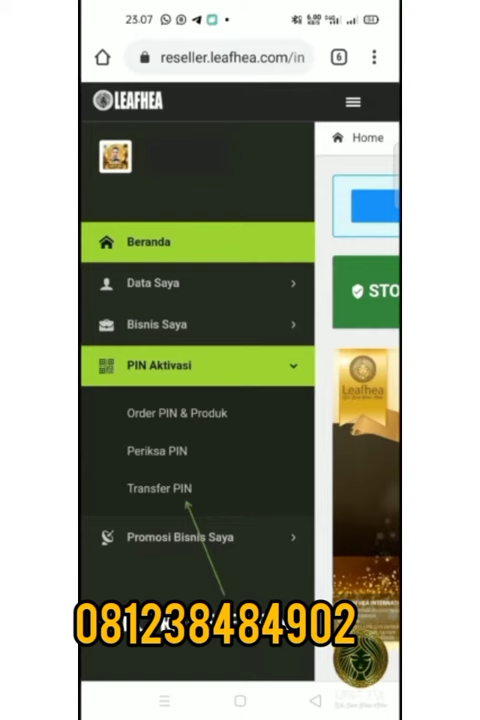 23.07
reseller.leafhea.com/in
6
LEAFHEA
Home
Beranda
Data Saya
Bisnis Saya
PIN Aktivasi
STO
Leafhea
Order PIN & Produk
Periksa PIN
Transfer PIN
Promosi Bisnis Saya
081238484902